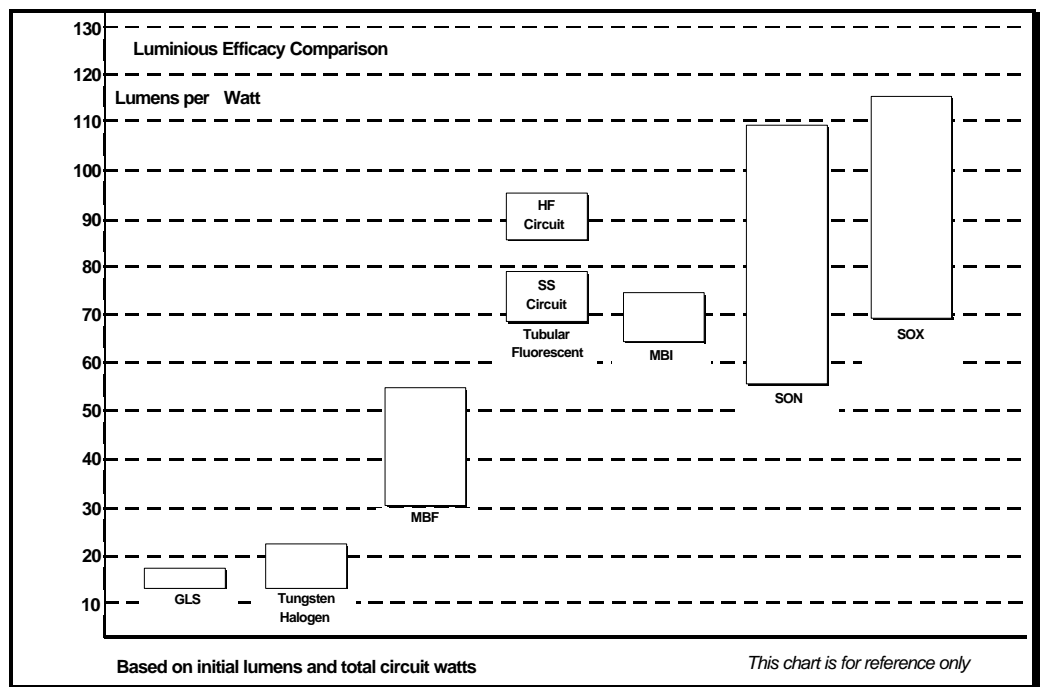 130
Luminious Efficacy Comparison
120
Lumens per Watt
110
100
HF
Circuit
90
80
SS
Circuit
70
Tubular
Fluorescent
MBI
SOX
60
SON
50
40
30
MBF
20
GLS
Tungsten
Halogen
10
Based on initial lumens and total circuit watts
This chart is for reference only